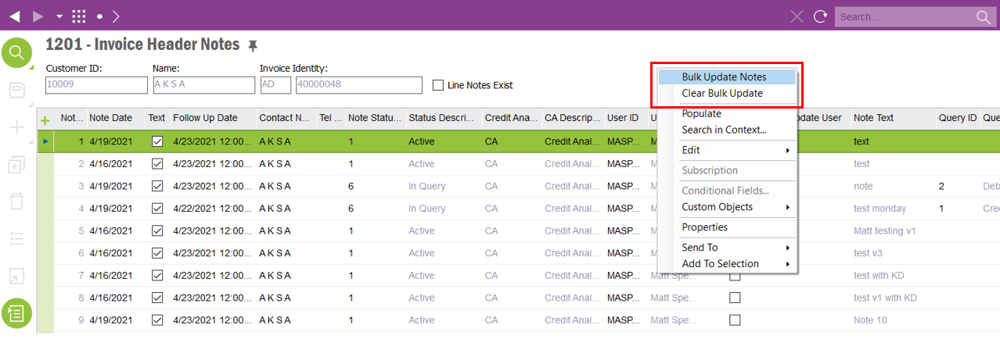 Search...
1201 - Invoice Header Notes
Customer ID: Name: Invoice Identity:
10009 A K S A AD 40000048 Line Notes Exist
Bulk Update Notes
Clear Bulk Update
Populate
Search in Context...
Edit
Subscription
Conditional Fields...
Custom Objects
Properties
Send To
Add To Selection
Not... Note Date Text Follow Up Date Contact N... Tel ... Note Statu... Status Descri... Credit Ana... CA Descrip... User ID U pdate User Note Text Query ID Que
1 4/19/2021 4/23/2021 12:00... A K S A 1 Active CA Credit Anal... MASP... M text
2 4/16/2021 4/23/2021 12:00... A K S A 1 Active CA Credit Anal... MASP... M test
3 4/19/2021 4/23/2021 12:00... A K S A 6 In Query CA Credit Anal... MASP... M note 2 Deb
4 4/19/2021 4/22/2021 12:00... A K S A 6 In Query CA Credit Anal... MASP... M test monday 1 Cre
5 4/16/2021 4/23/2021 12:00... A K S A 1 Active CA Credit Anal... MASP... M Matt testing v1
6 4/16/2021 4/23/2021 12:00... A K S A 1 Active CA Credit Anal... MASP... M test v3
7 4/16/2021 4/23/2021 12:00... A K S A 1 Active CA Credit Anal... MASP... Matt Spe... test with KD
8 4/16/2021 4/23/2021 12:00... A K S A 1 Active CA Credit Anal... MASP... Matt Spe... test v1 with KD
9 4/19/2021 4/23/2021 12:00... A K S A 1 Active CA Credit Anal... MASP... Matt Spe... Note 10